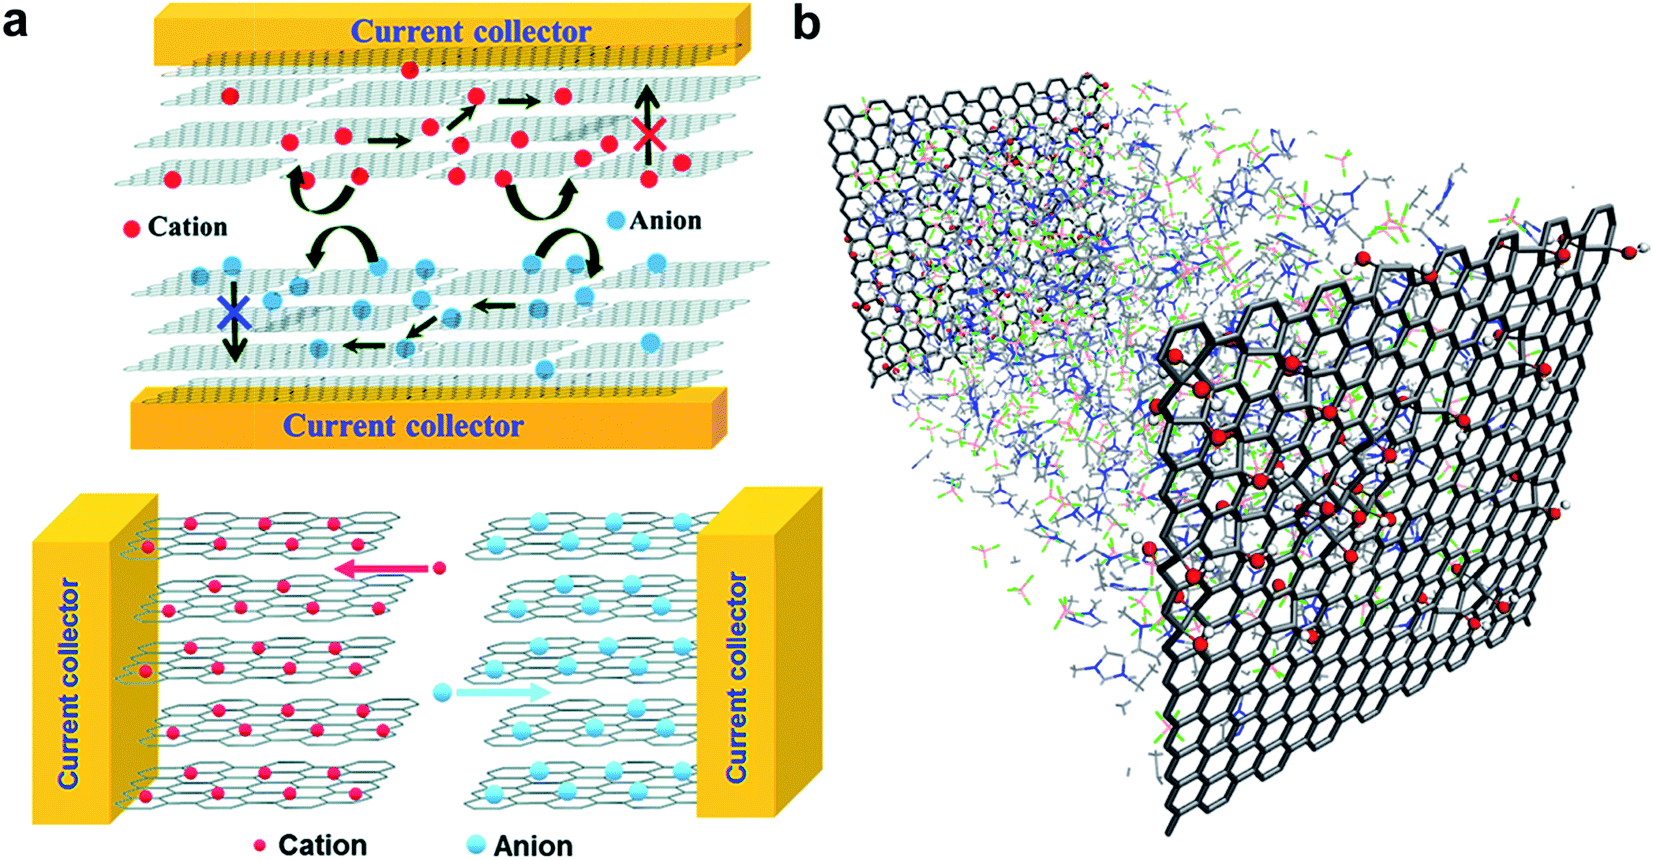 a
Current collector
Cation
Anion
Current collector
Current collector
Current collector
Cation
Anion
b